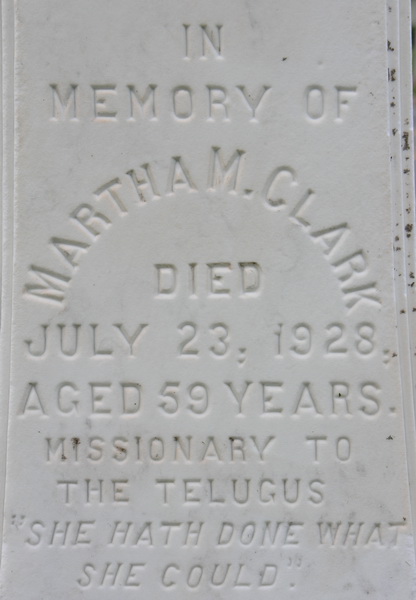 IN
MEMORY OF
MARTHA M. CLARK
DIED
JULY 23, 1928,
AGED 59 YEARS.
MISSIONARY TO
THE TELUGUS
"SHE HATH DONE WHAT
SHE COULD".